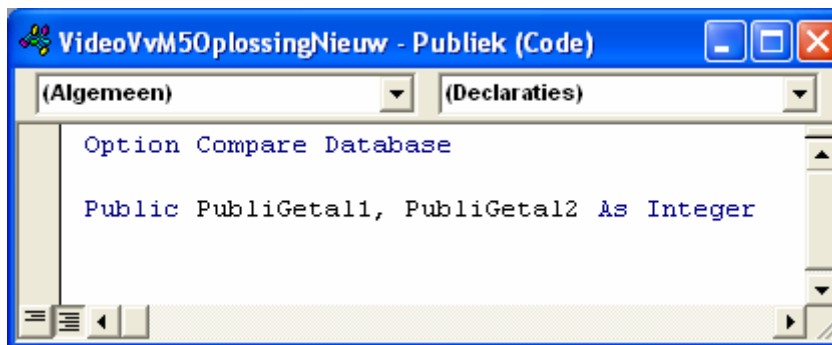 VideoVvM5OplossingNieuw - Publiek (Code)
(Algemeen) (Declaraties)
Option Compare Database
Public PubliGetal1, PubliGetal2 As Integer